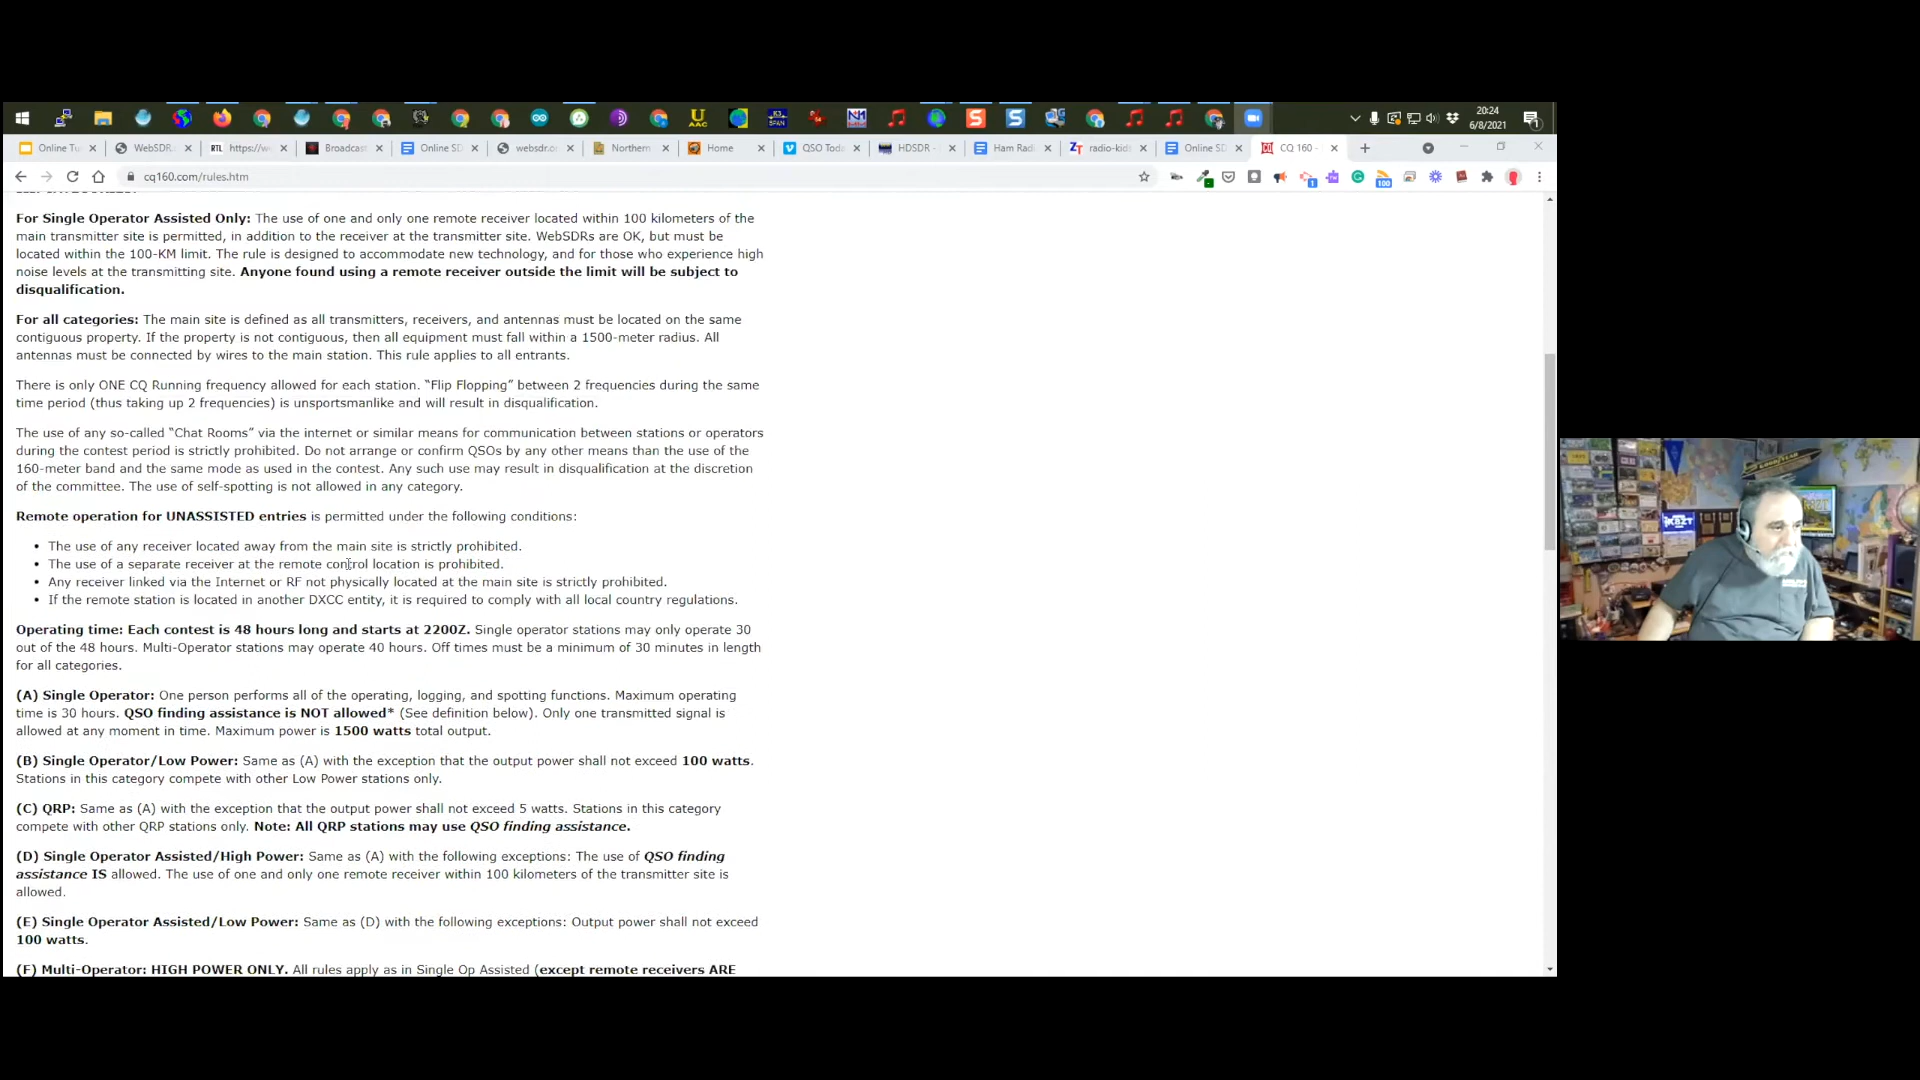 20:24
6/8/2021
Online Tu
WebSDR.
RTL https://w
Broadcast
Online SD
websdr.o
Northern
Home
QSO Toda
HDSDR -
Ham Radi
radio-kids
Online SD
CQ 160 -
cq160.com/rules.htm
For Single Operator Assisted Only: The use of one and only one remote receiver located within 100 kilometers of the
main transmitter site is permitted, in addition to the receiver at the transmitter site. WebSDRs are OK, but must be
located within the 100-KM limit. The rule is designed to accommodate new technology, and for those who experience high
noise levels at the transmitting site. Anyone found using a remote receiver outside the limit will be subject to
disqualification.
For all categories: The main site is defined as all transmitters, receivers, and antennas must be located on the same
contiguous property. If the property is not contiguous, then all equipment must fall within a 1500-meter radius. All
antennas must be connected by wires to the main station. This rule applies to all entrants.
There is only ONE CQ Running frequency allowed for each station. “Flip Flopping” between 2 frequencies during the same
time period (thus taking up 2 frequencies) is unsportsmanlike and will result in disqualification.
The use of any so-called “Chat Rooms” via the internet or similar means for communication between stations or operators
during the contest period is strictly prohibited. Do not arrange or confirm QSOs by any other means than the use of the
160-meter band and the same mode as used in the contest. Any such use may result in disqualification at the discretion
of the committee. The use of self-spotting is not allowed in any category.
Remote operation for UNASSISTED entries is permitted under the following conditions:
• The use of any receiver located away from the main site is strictly prohibited.
• The use of a separate receiver at the remote control location is prohibited.
• Any receiver linked via the Internet or RF not physically located at the main site is strictly prohibited.
• If the remote station is located in another DXCC entity, it is required to comply with all local country regulations.
Operating time: Each contest is 48 hours long and starts at 2200Z. Single operator stations may only operate 30
out of the 48 hours. Multi-Operator stations may operate 40 hours. Off times must be a minimum of 30 minutes in length
for all categories.
(A) Single Operator: One person performs all of the operating, logging, and spotting functions. Maximum operating
time is 30 hours. QSO finding assistance is NOT allowed* (See definition below). Only one transmitted signal is
allowed at any moment in time. Maximum power is 1500 watts total output.
(B) Single Operator/Low Power: Same as (A) with the exception that the output power shall not exceed 100 watts.
Stations in this category compete with other Low Power stations only.
(C) QRP: Same as (A) with the exception that the output power shall not exceed 5 watts. Stations in this category
compete with other QRP stations only. Note: All QRP stations may use QSO finding assistance.
(D) Single Operator Assisted/High Power: Same as (A) with the following exceptions: The use of QSO finding
assistance IS allowed. The use of one and only one remote receiver within 100 kilometers of the transmitter site is
allowed.
(E) Single Operator Assisted/Low Power: Same as (D) with the following exceptions: Output power shall not exceed
100 watts.
(F) Multi-Operator: HIGH POWER ONLY. All rules apply as in Single Op Assisted (except remote receivers ARE